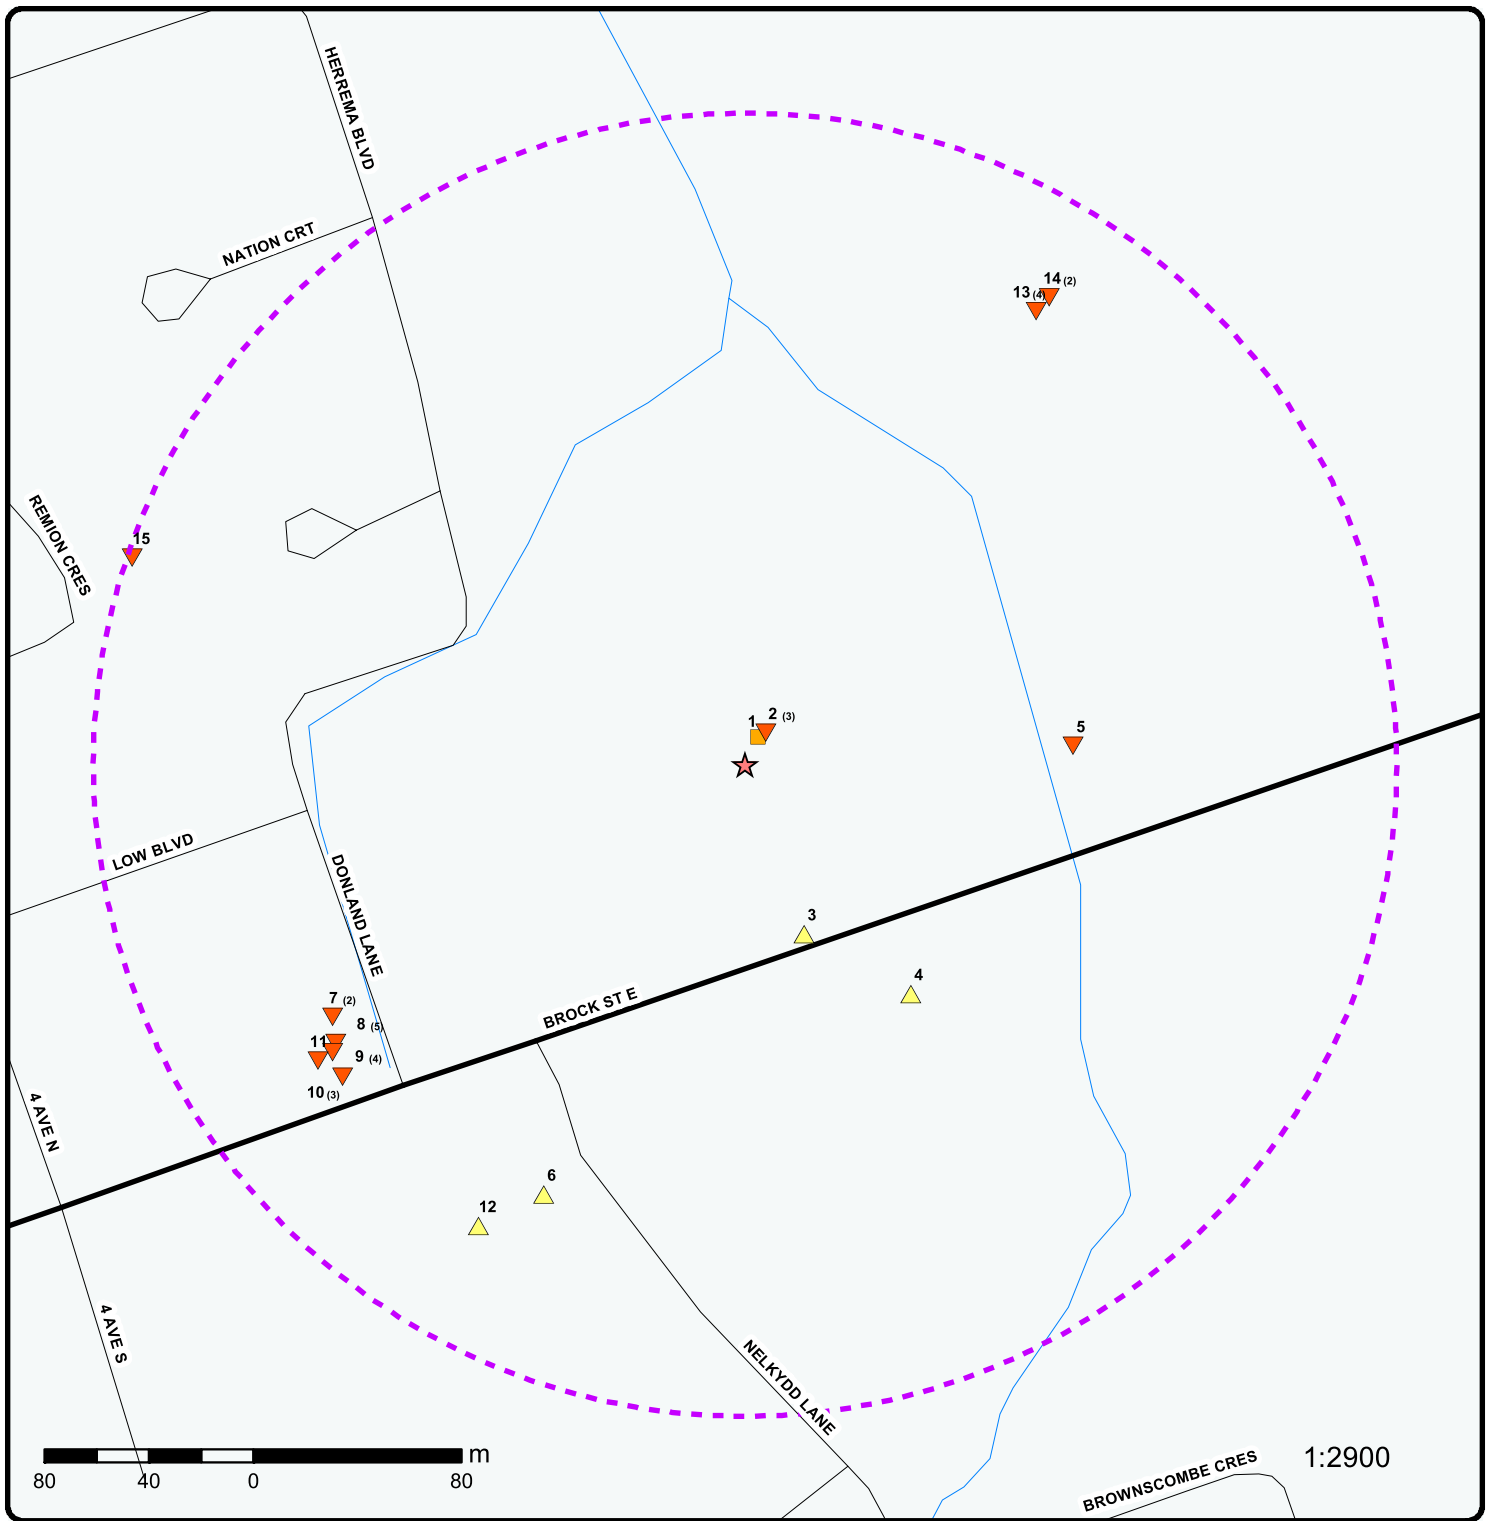 HERREMA BLVD
NATION CRT
14 (2)
13 (4)
REMION CRES
15
1
2 (3)
5
LOW BLVD
DONLAND LANE
3
4
7 (2)
BROCK ST E
8 (5)
11
9 (4)
10 (3)
4 AVE N
6
12
4 AVE S
NELKYDD LANE
m
80 40 0 80
1:2900
BROWNSCOMBE CRES